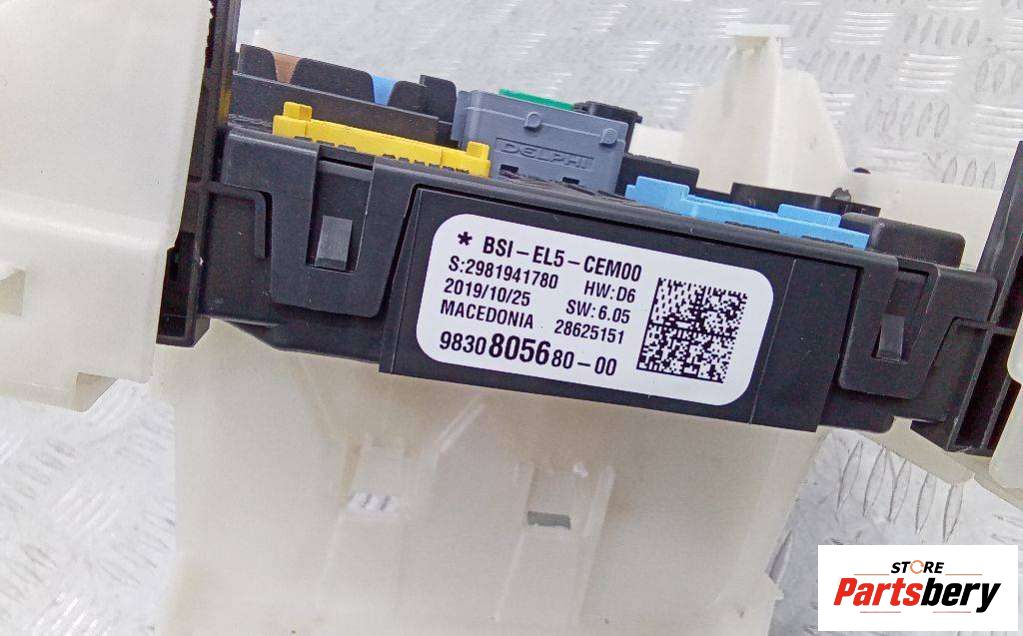 DELPHI
* BSI-EL5-CEM00
S:2981941780 HW:D6
2019/10/25 SW:6.05
MACEDONIA 28625151
9830805680-00
STORE
Partsbery